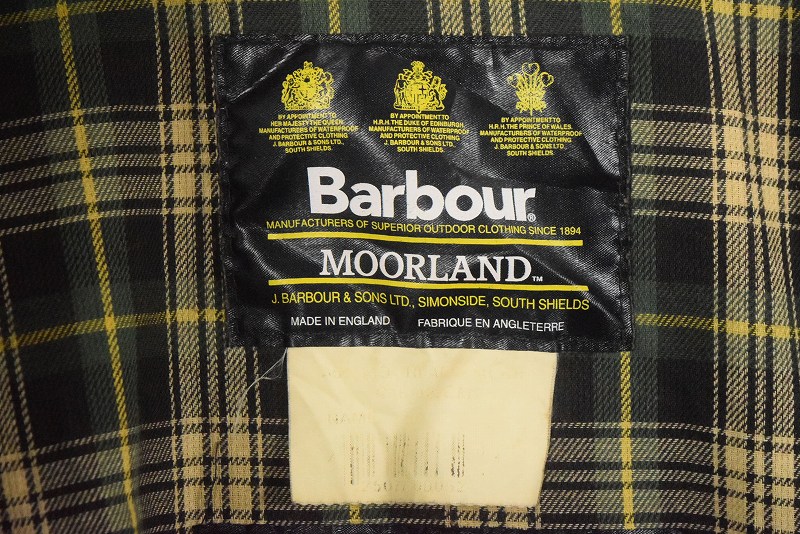 BY APPOINTMENT TO
HER MAJESTY THE QUEEN
MANUFACTURERS OF WATERPROOF
AND PROTECTIVE CLOTHING
J. BARBOUR & SONS LTD.,
SOUTH SHIELDS.
BY APPOINTMENT TO
H.R.H. THE DUKE OF EDINBURGH,
MANUFACTURERS OF WATERPROOF
AND PROTECTIVE CLOTHING
J. BARBOUR & SONS LTD.,
SOUTH SHIELDS.
BY APPOINTMENT TO
H.R.H. THE PRINCE OF WALES.
MANUFACTURERS OF WATERPROOF
AND PROTECTIVE CLOTHING
J. BARBOUR & SONS LTD.,
SOUTH SHIELDS.
Barbour®
MANUFACTURERS OF SUPERIOR OUTDOOR CLOTHING SINCE 1894
MOORLAND™
J. BARBOUR & SONS LTD., SIMONSIDE, SOUTH SHIELDS
MADE IN ENGLAND FABRIQUE EN ANGLETERRE